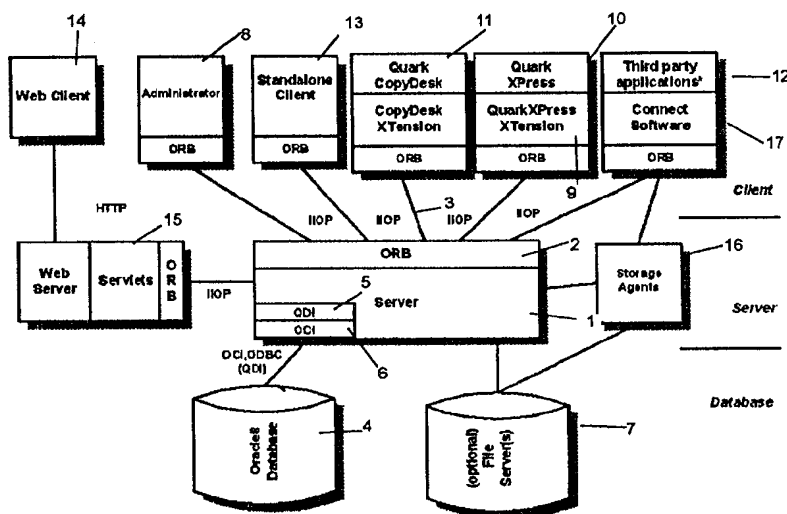 14
8
13
11
10
12
17
Web Client
Administrator
ORB
Standalone
Client
ORB
Quark
CopyDesk
CopyDesk
XTension
ORB
Quark
XPress
QuarkXPress
XTension
ORB
9
Third party
applications*
Connect
Software
ORB
Client
HTTP
IIOP
IIOP
3
IIOP
IIOP
15
Web
Server
Servlets
O
R
B
IIOP
ORB
2
5
Server
QDI
OCI
1
6
16
Storage
Agents
Server
OCI,ODBC
(QDI)
Database
Oracle8
Database
4
(optional)
File
Server(s)
7